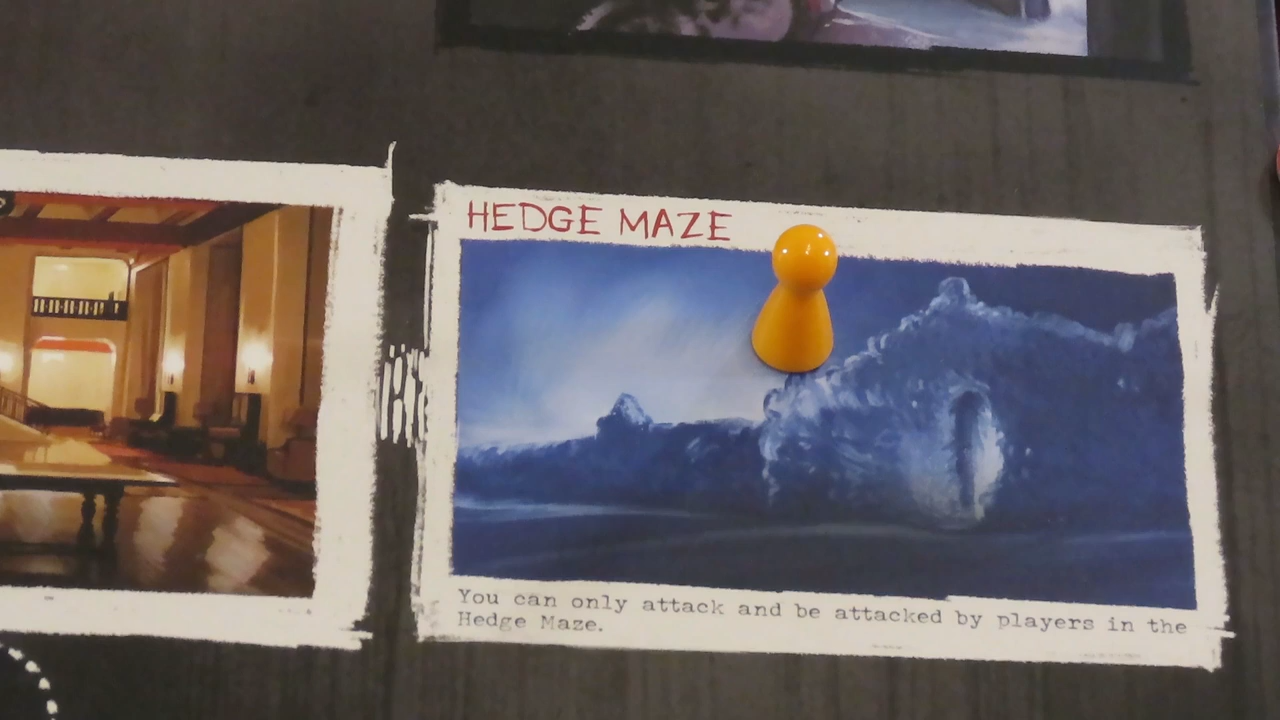 HEDGE MAZE
You can only attack and be attacked by players in the
Hedge Maze.